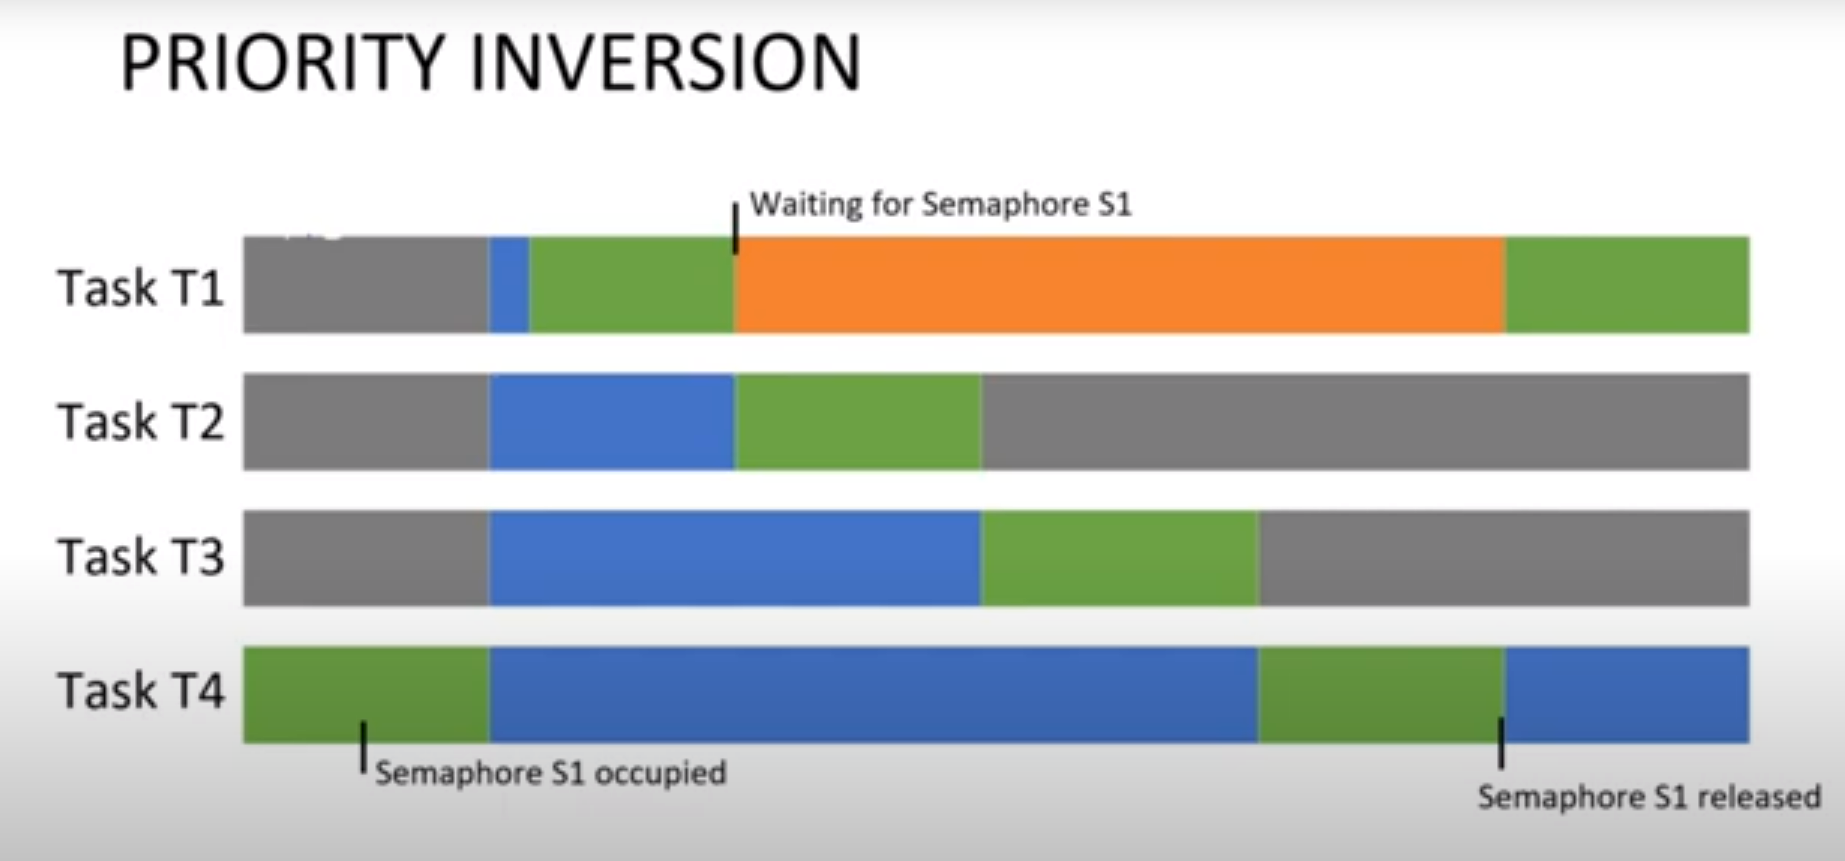 PRIORITY INVERSION
Waiting for Semaphore S1
Task T1
Task T2
Task T3
Task T4
Semaphore S1 occupied
Semaphore S1 released